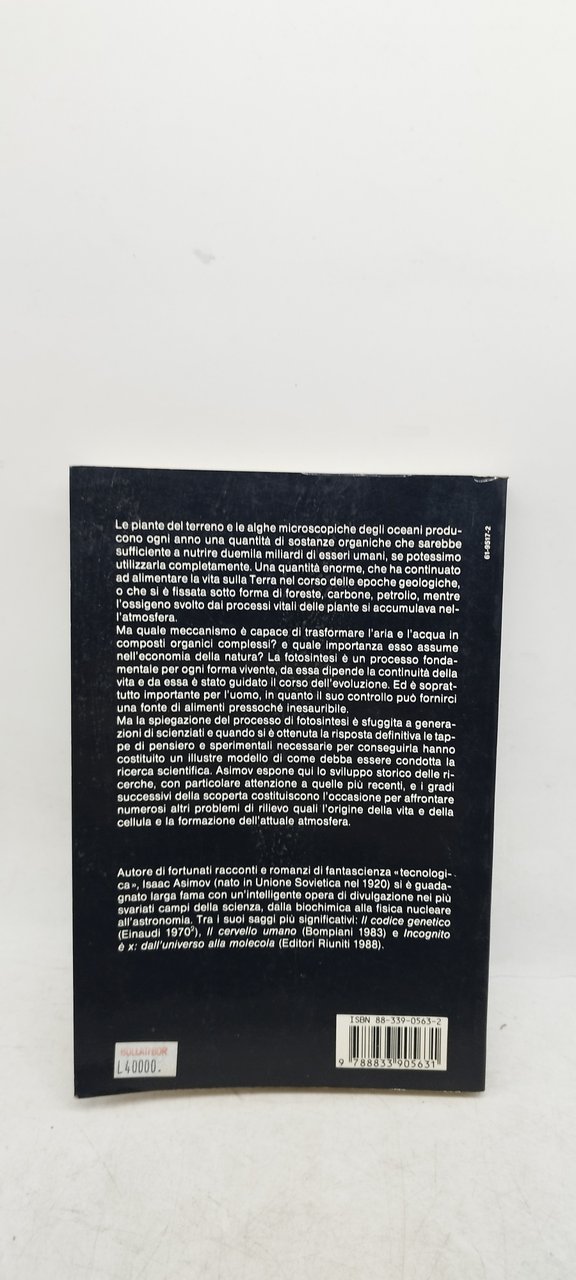 Le piante del terreno e le alghe microscopiche degli oceani produ-
cono ogni anno una quantità di sostanze organiche che sarebbe
sufficiente a nutrire duemila miliardi di esseri umani, se potessimo
utilizzarla completamente. Una quantità enorme, che ha continuato
ad alimentare la vita sulla Terra nel corso delle epoche geologiche,
o che si è fissata sotto forma di foreste, carbone, petrolio, mentre
l'ossigeno svolto dai processi vitali delle piante si accumulava nel-
l'atmosfera.
Ma quale meccanismo è capace di trasformare l'aria e l'acqua in
composti organici complessi? e quale importanza esso assume
nell'economia della natura? La fotosintesi è un processo fonda-
mentale per ogni forma vivente, da essa dipende la continuità della
vita e da essa è stato guidato il corso dell'evoluzione. Ed è soprat-
tutto importante per l'uomo, in quanto il suo controllo può fornirci
una fonte di alimenti pressoché inesauribile.
Ma la spiegazione del processo di fotosintesi è sfuggita a genera-
zioni di scienziati e quando si è ottenuta la risposta definitiva le tap-
pe di pensiero e sperimentali necessarie per conseguirla hanno
costituito un illustre modello di come debba essere condotta la
ricerca scientifica. Asimov espone qui lo sviluppo storico delle ri-
cerche, con particolare attenzione a quelle più recenti, e i gradi
successivi della scoperta costituiscono l'occasione per affrontare
numerosi altri problemi di rilievo quali l'origine della vita e della
cellula e la formazione dell'attuale atmosfera.
Autore di fortunati racconti e romanzi di fantascienza «tecnologi-
ca», Isaac Asimov (nato in Unione Sovietica nel 1920) si è guada-
gnato larga fama con un'intelligente opera di divulgazione nei più
svariati campi della scienza, dalla biochimica alla fisica nucleare
all'astronomia. Tra i suoi saggi più significativi: Il codice genetico
(Einaudi 1970²), Il cervello umano (Bompiani 1983) e Incognito
è x: dall'universo alla molecola (Editori Riuniti 1988).
61-9517-2
ISBN 88-339-0563-2
9 788833 905631
L40000.